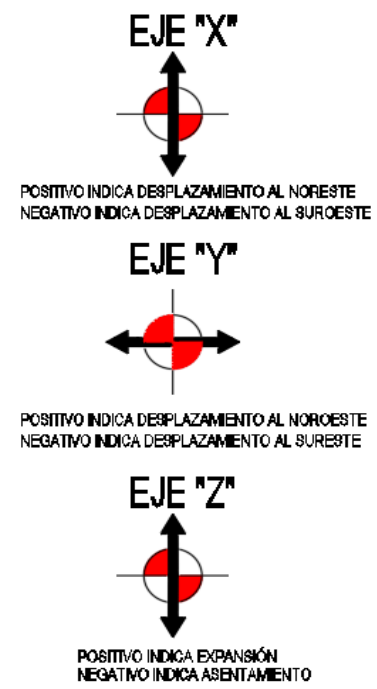 EJE "X"
POSITIVO INDICA DESPLAZAMIENTO AL NORESTE
NEGATIVO INDICA DESPLAZAMIENTO AL SUROESTE
EJE "Y"
POSITIVO INDICA DESPLAZAMIENTO AL NOROESTE
NEGATIVO INDICA DESPLAZAMIENTO AL SURESTE
EJE "Z"
POSITIVO INDICA EXPANSIÓN
NEGATIVO INDICA ASENTAMIENTO